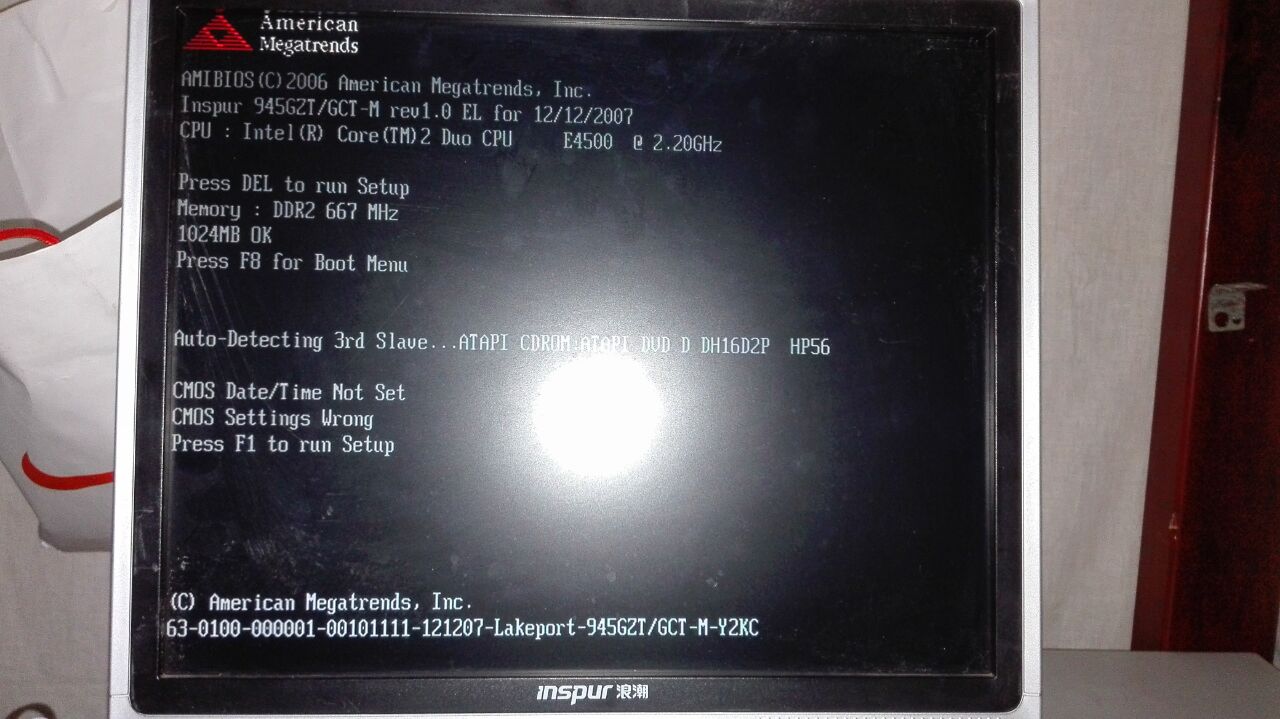 American
Megatrends
AMIBIOS(C)2006 American Megatrends, Inc.
Inspur 945GZT/GCT-M rev1.0 EL for 12/12/2007
CPU : Intel(R) Core(TM)2 Duo CPU E4500 @ 2.20GHz
Press DEL to run Setup
Memory : DDR2 667 MHz
1024MB OK
Press F8 for Boot Menu
Auto-Detecting 3rd Slave...ATAPI CDROM ATAPI DVD D DH16D2P HP56
CMOS Date/Time Not Set
CMOS Settings Wrong
Press F1 to run Setup
(C) American Megatrends, Inc.
63-0100-000001-00101111-121207-Lakeport-945GZT/GCT-M-Y2KC
inspur 浪潮